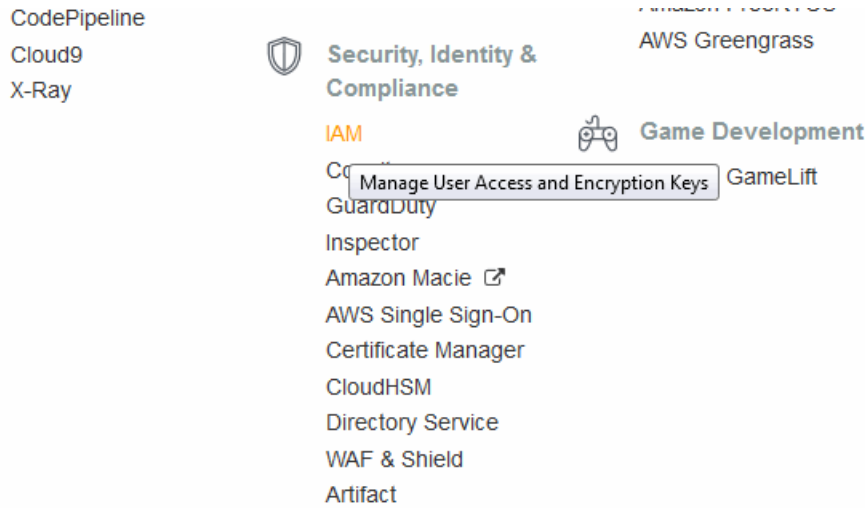 CodePipeline
Cloud9
X-Ray
Security, Identity &
Compliance
IAM
Manage User Access and Encryption Keys
GuardDuty
Inspector
Amazon Macie
AWS Single Sign-On
Certificate Manager
CloudHSM
Directory Service
WAF & Shield
Artifact
AWS Greengrass
Game Development
GameLift